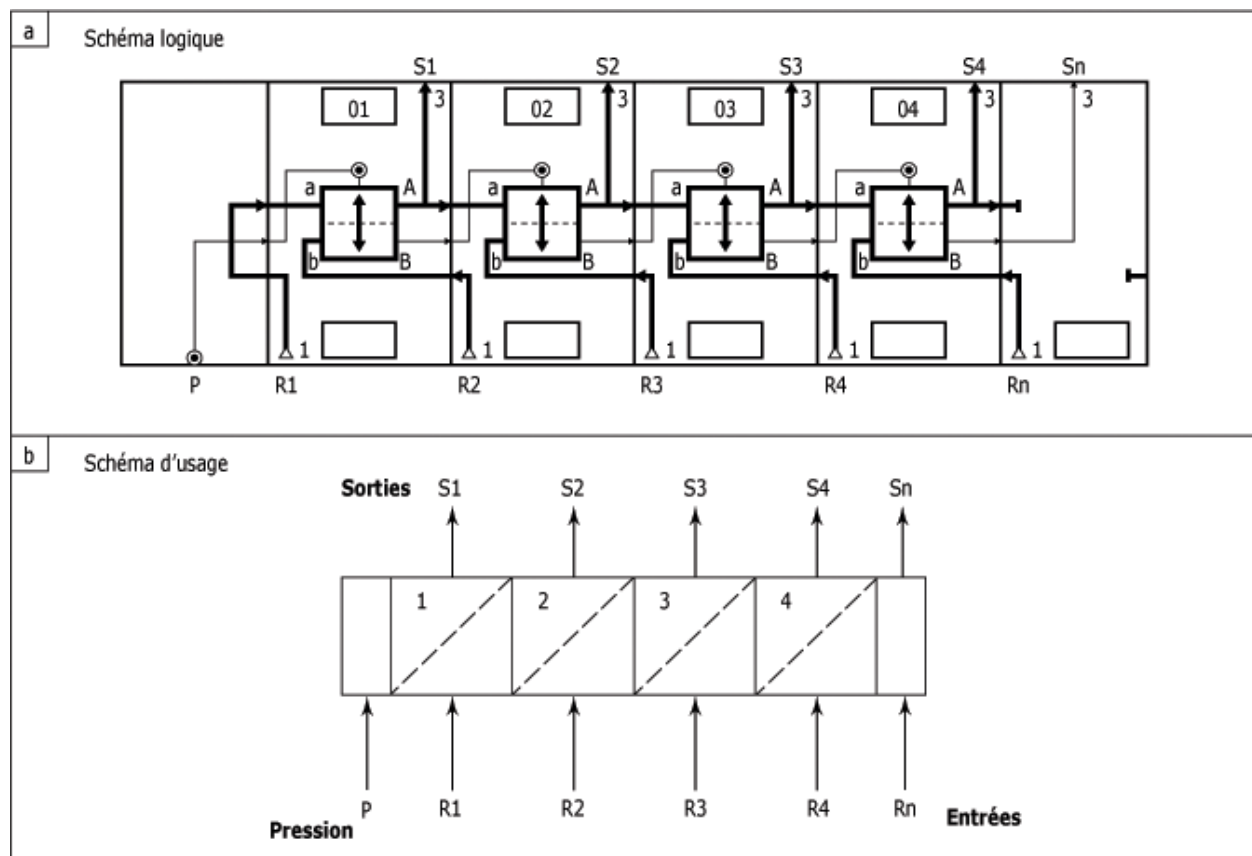 a Schéma logique
S1 S2 S3 S4 Sn
01 3 02 3 03 3 04 3 3
a A a A a A a A
b B b B b B b B
1 1 1 1 1
P R1 R2 R3 R4 Rn
b Schéma d'usage
Sorties S1 S2 S3 S4 Sn
1 2 3 4
P R1 R2 R3 R4 Rn
Pression Entrées